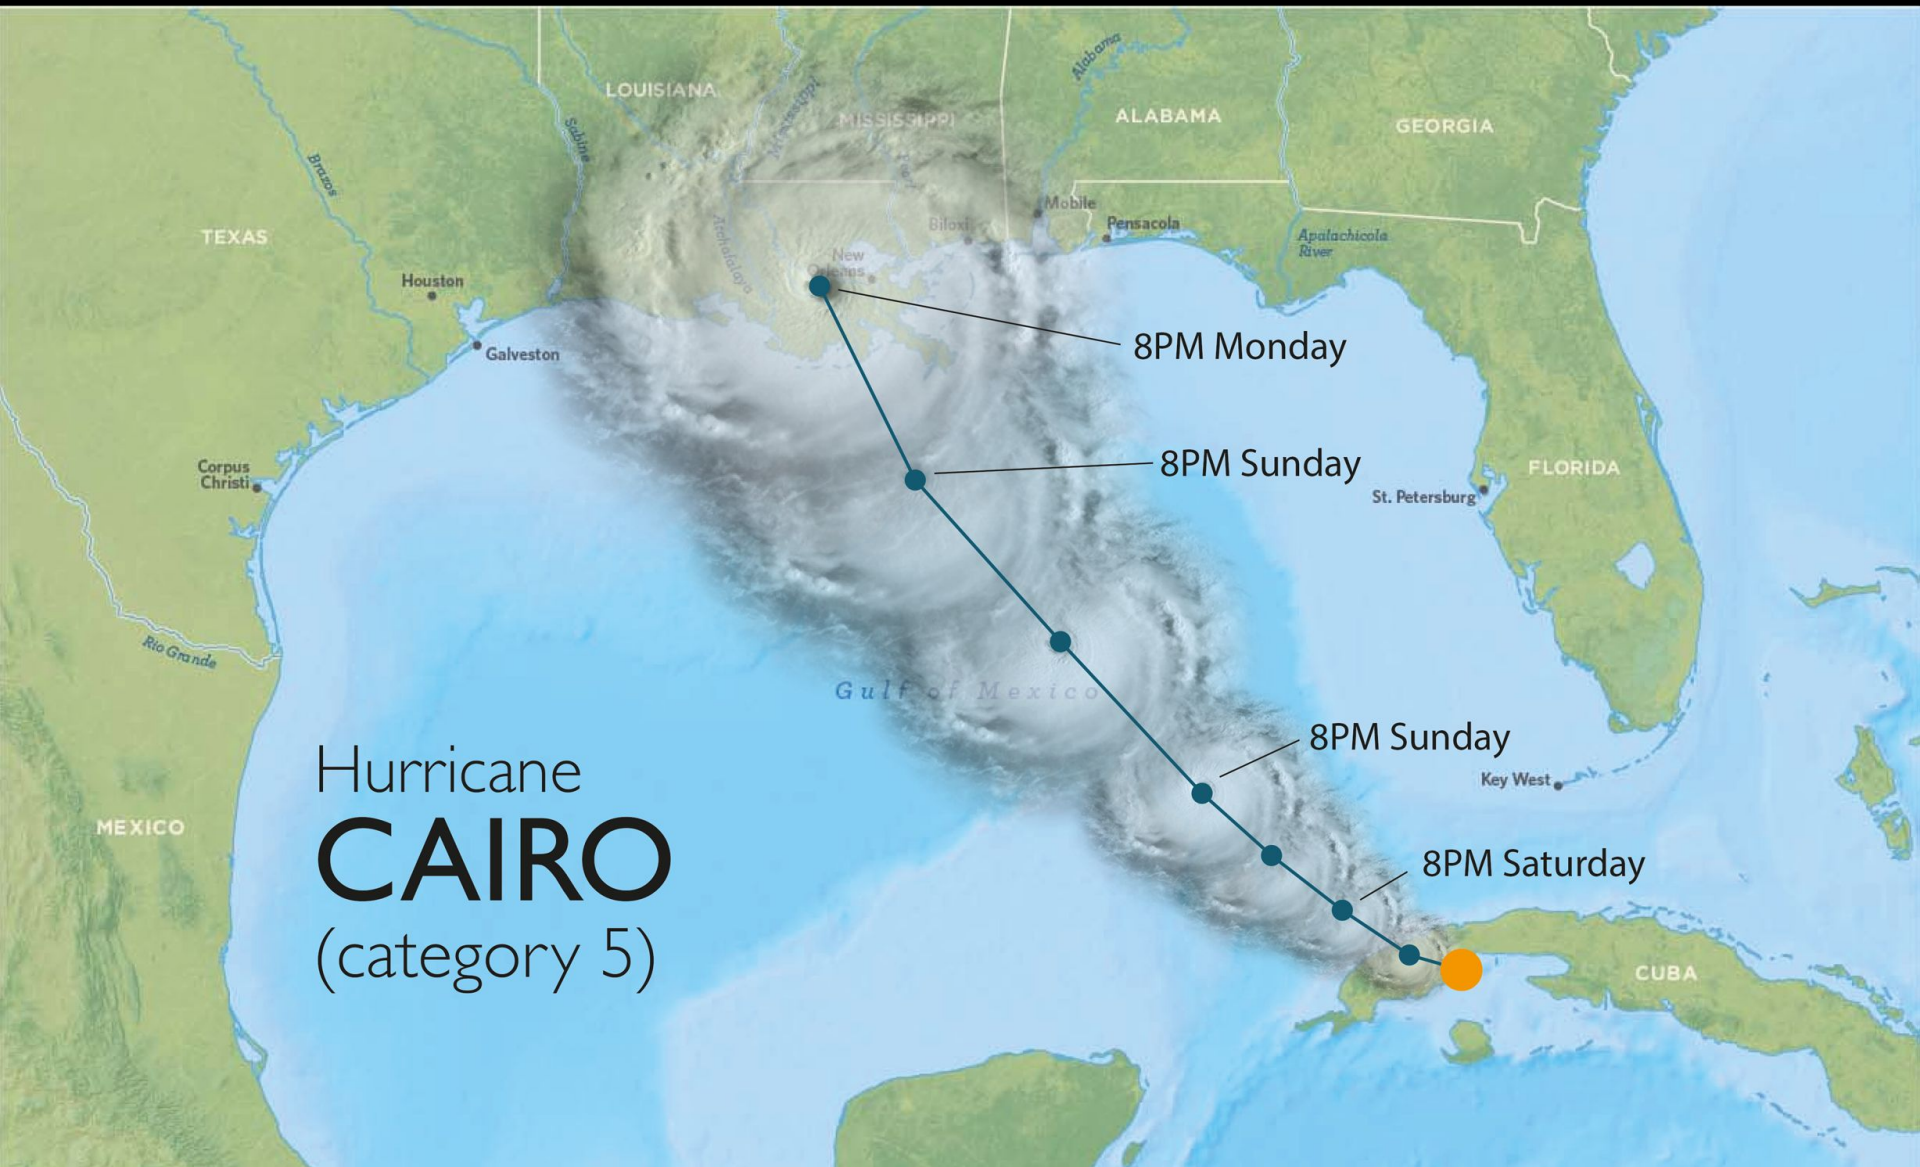 Alabama
LOUISIANA
Mississippi
MISSISSIPPI
ALABAMA
GEORGIA
Sabine
Brazos
Pearl
Mobile
Pensacola
Biloxi
TEXAS
Atchafalaya
Apalachicola
River
New
Orleans
Houston
8PM Monday
Galveston
8PM Sunday
Corpus
Christi
FLORIDA
St. Petersburg
Rio Grande
Gulf of Mexico
8PM Sunday
Key West
Hurricane
CAIRO
(category 5)
MEXICO
8PM Saturday
CUBA